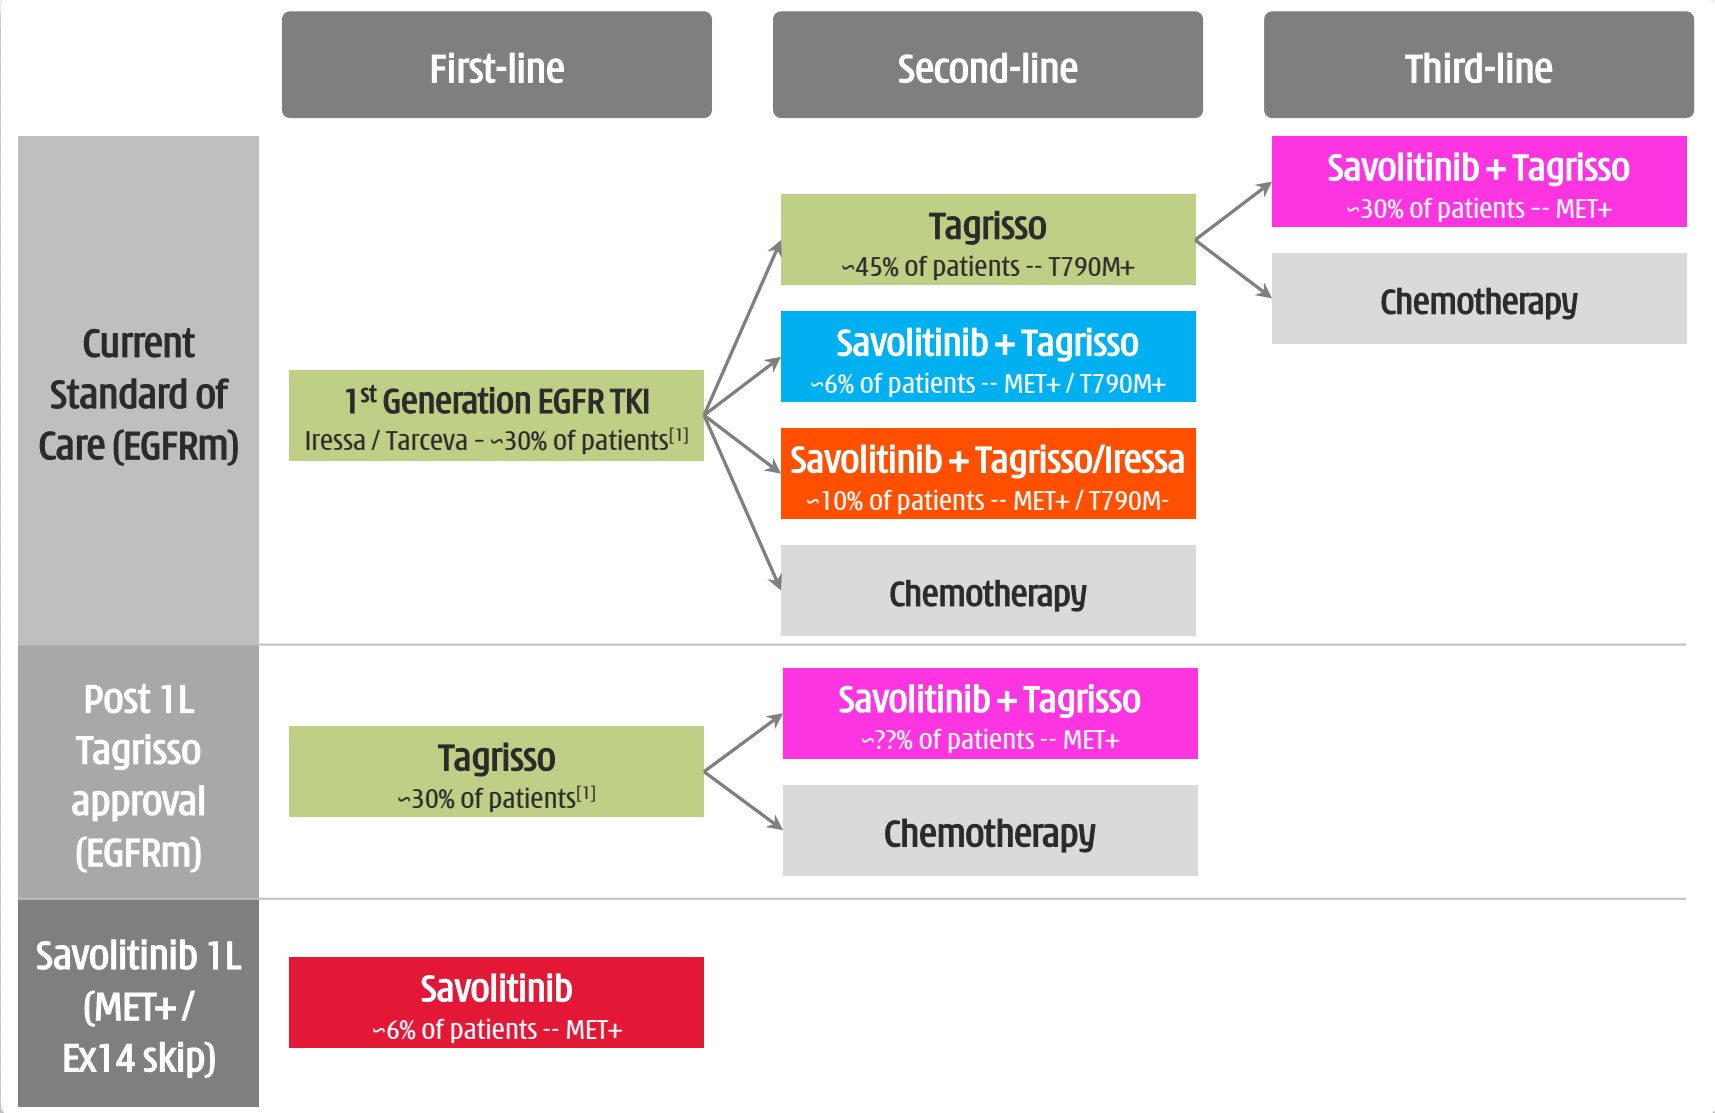 First-line
Second-line
Third-line
Current
Standard of
Care (EGFRm)
1st Generation EGFR TKI
Iressa / Tarceva – ~30% of patients[1]
Tagrisso
~45% of patients -- T790M+
Savolitinib + Tagrisso
~6% of patients -- MET+ / T790M+
Savolitinib + Tagrisso/Iressa
~10% of patients -- MET+ / T790M-
Chemotherapy
Savolitinib + Tagrisso
~30% of patients -- MET+
Chemotherapy
Post 1L
Tagrisso
approval
(EGFRm)
Tagrisso
~30% of patients[1]
Savolitinib + Tagrisso
~??% of patients -- MET+
Chemotherapy
Savolitinib 1L
(MET+ /
Ex14 skip)
Savolitinib
~6% of patients -- MET+